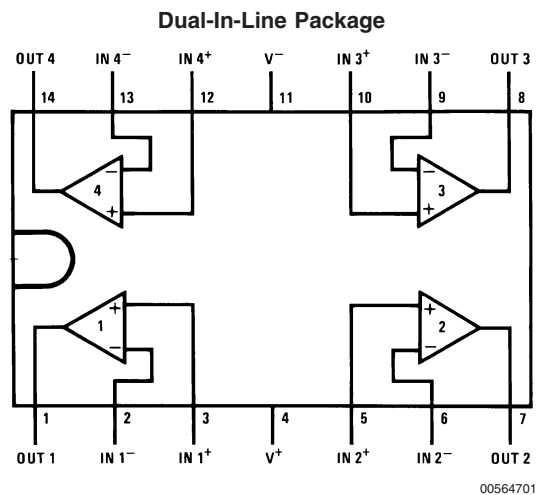 Dual-In-Line Package
OUT 4 IN 4⁻ IN 4⁺ V⁻ IN 3⁺ IN 3⁻ OUT 3
14 13 12 11 10 9 8
− −
4 3
+ +
+ +
1 2
− −
1 2 3 4 5 6 7
OUT 1 IN 1⁻ IN 1⁺ V⁺ IN 2⁺ IN 2⁻ OUT 2
00564701